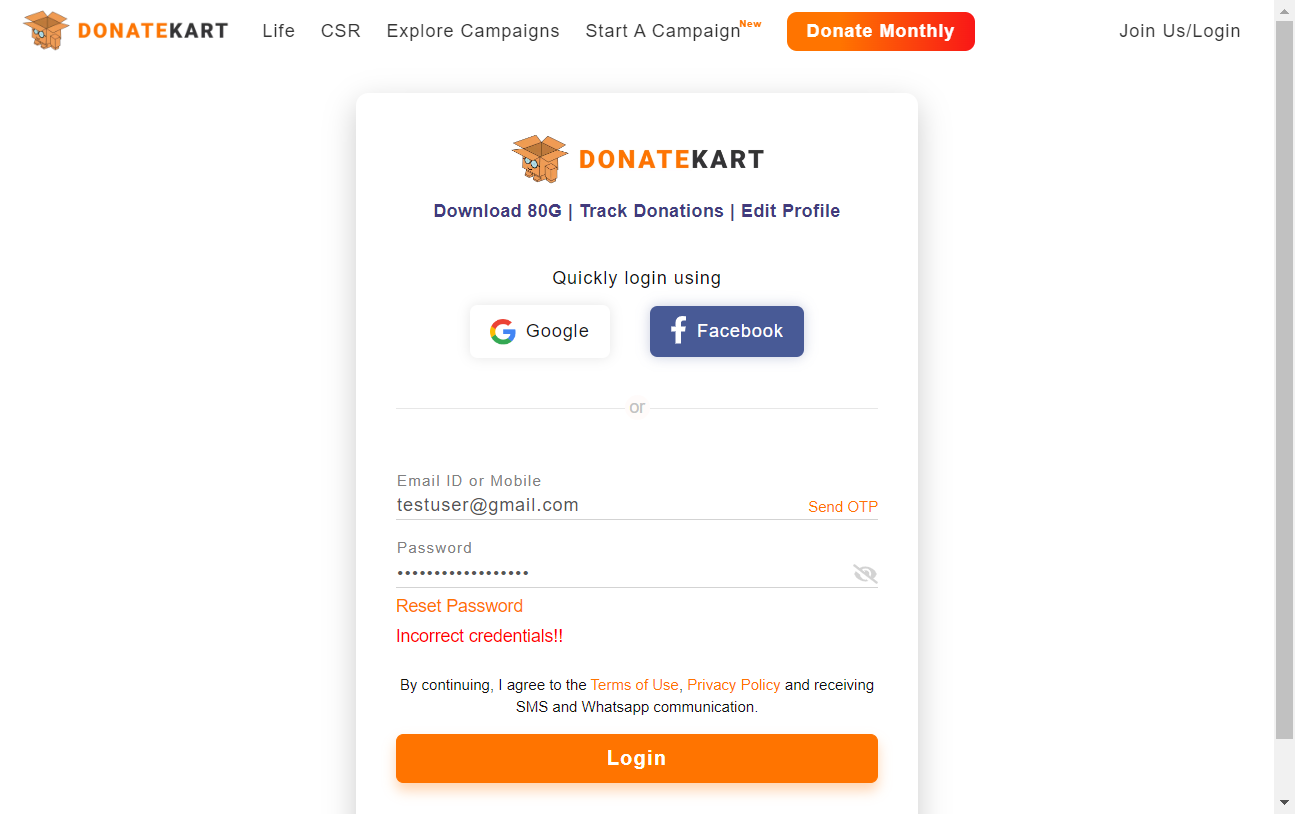 DONATEKART Life CSR Explore Campaigns Start A Campaign New Donate Monthly Join Us/Login
DONATEKART
Download 80G | Track Donations | Edit Profile
Quickly login using
Google Facebook
or
Email ID or Mobile
testuser@gmail.com Send OTP
Password
••••••••••••••••••
Reset Password
Incorrect credentials!!
By continuing, I agree to the Terms of Use, Privacy Policy and receiving
SMS and Whatsapp communication.
Login